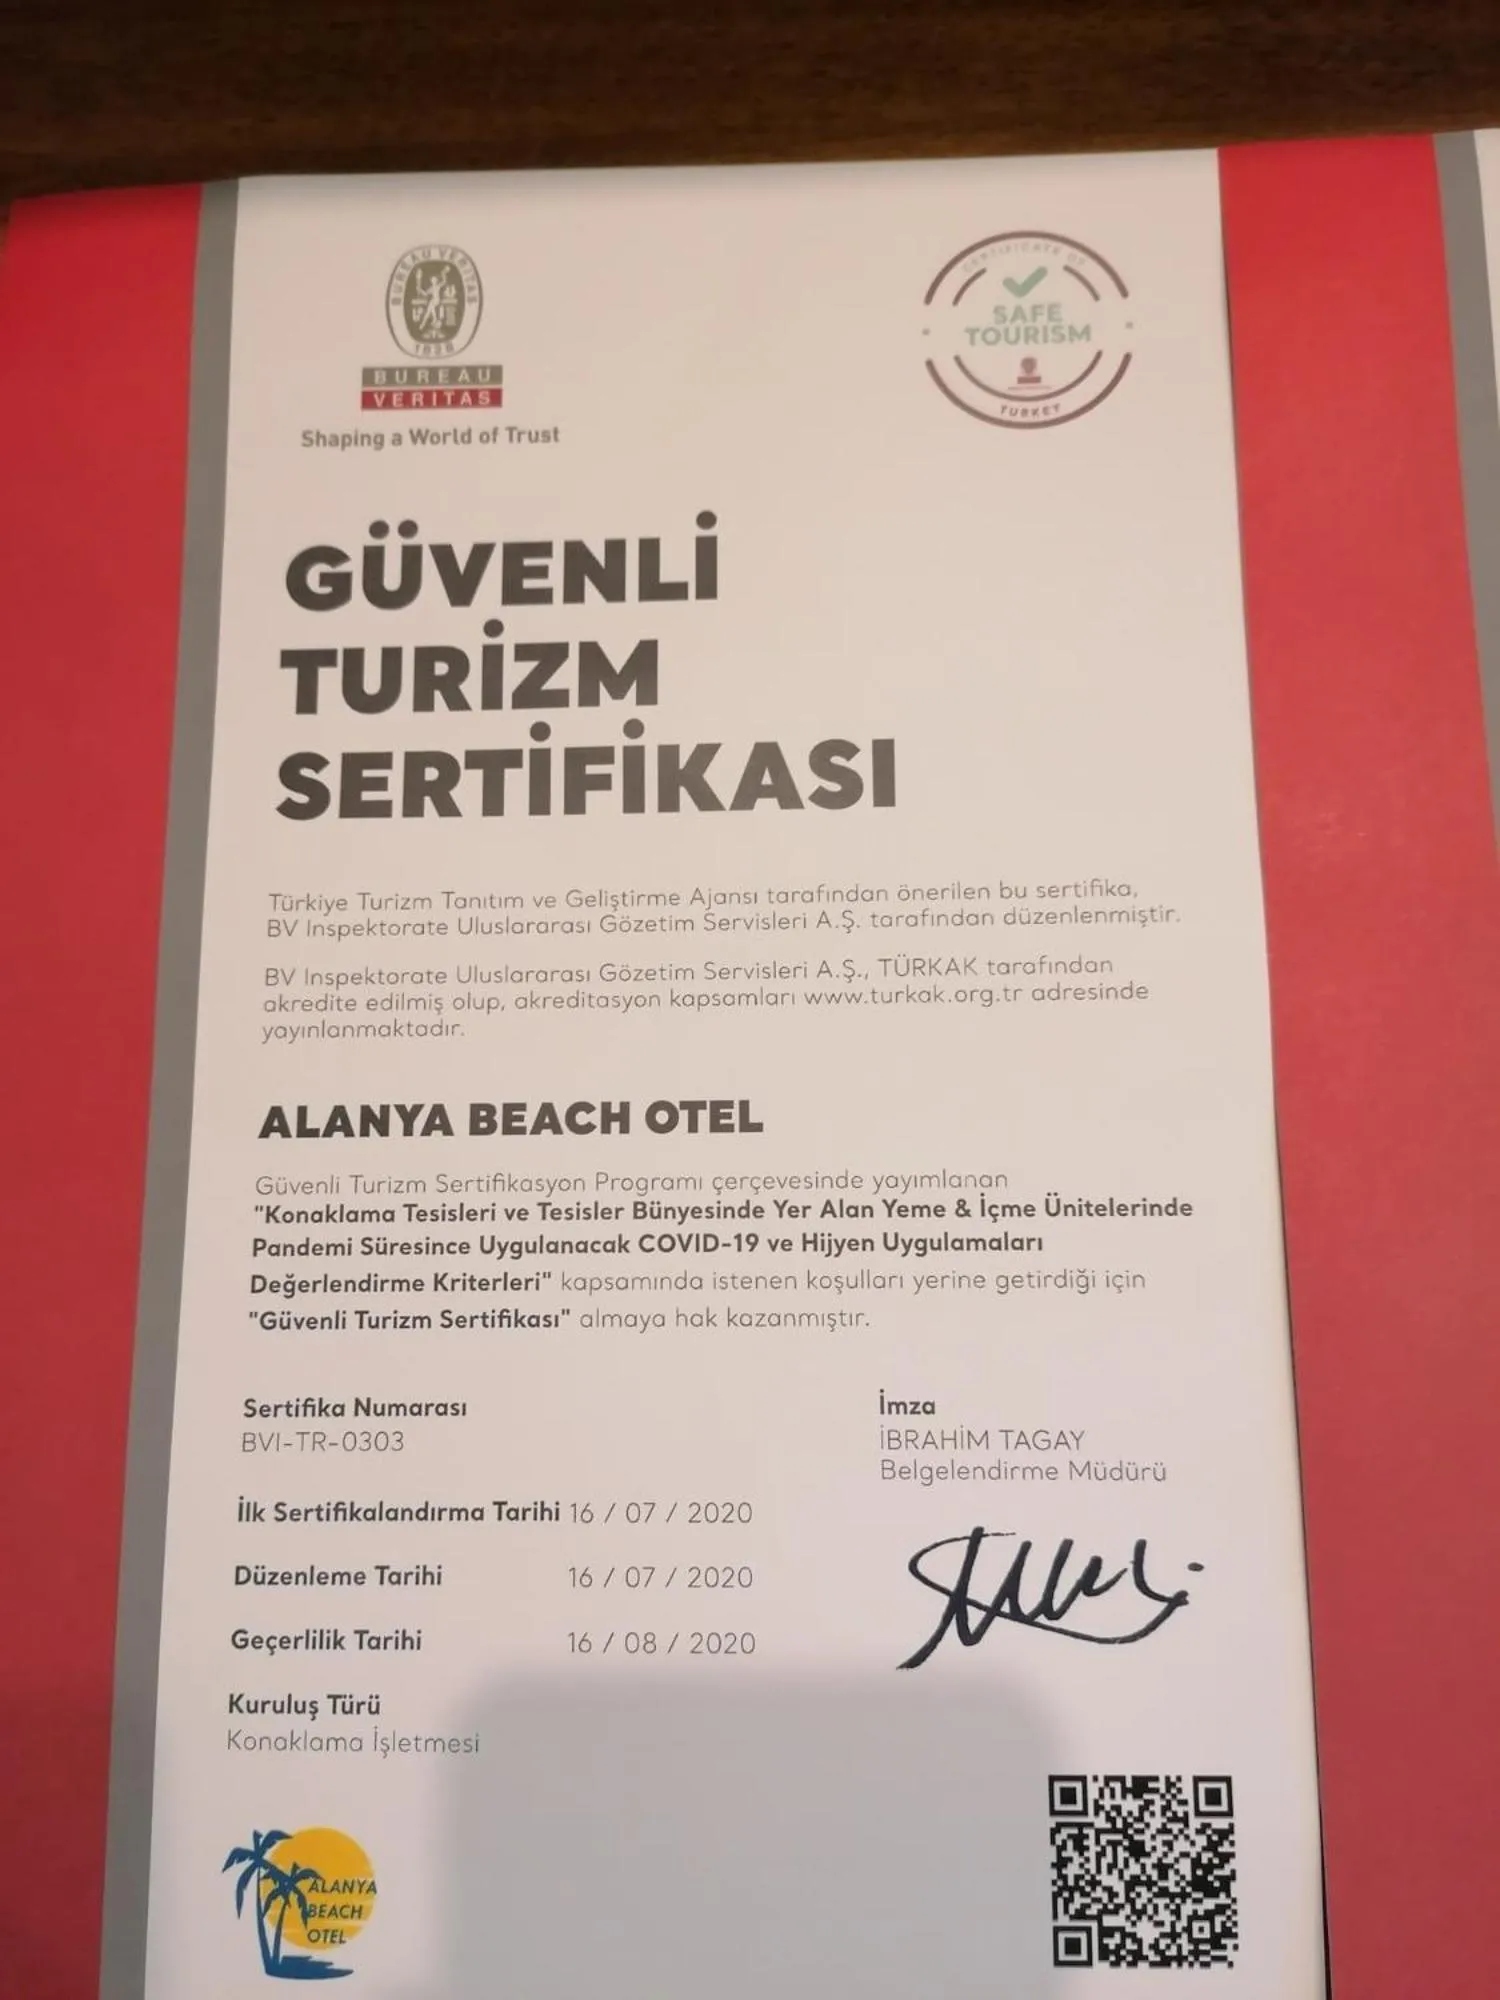 BUREAU VERITAS
1828
BUREAU
VERITAS
Shaping a World of Trust
CERTIFICATE OF
SAFE
TOURISM
TURKEY
GÜVENLİ
TURİZM
SERTİFİKASI
Türkiye Turizm Tanıtım ve Geliştirme Ajansı tarafından önerilen bu sertifika,
BV Inspektorate Uluslararası Gözetim Servisleri A.Ş. tarafından düzenlenmiştir.
BV Inspektorate Uluslararası Gözetim Servisleri A.Ş., TÜRKAK tarafından
akredite edilmiş olup, akreditasyon kapsamları www.turkak.org.tr adresinde
yayınlanmaktadır.
ALANYA BEACH OTEL
Güvenli Turizm Sertifikasyon Programı çerçevesinde yayımlanan
"Konaklama Tesisleri ve Tesisler Bünyesinde Yer Alan Yeme & İçme Ünitelerinde
Pandemi Süresince Uygulanacak COVID-19 ve Hijyen Uygulamaları
Değerlendirme Kriterleri" kapsamında istenen koşulları yerine getirdiği için
"Güvenli Turizm Sertifikası" almaya hak kazanmıştır.
Sertifika Numarası
BVI-TR-0303
İmza
İBRAHİM TAGAY
Belgelendirme Müdürü
İlk Sertifikalandırma Tarihi 16 / 07 / 2020
Düzenleme Tarihi 16 / 07 / 2020
Geçerlilik Tarihi 16 / 08 / 2020
Kuruluş Türü
Konaklama İşletmesi
ALANYA
BEACH
OTEL